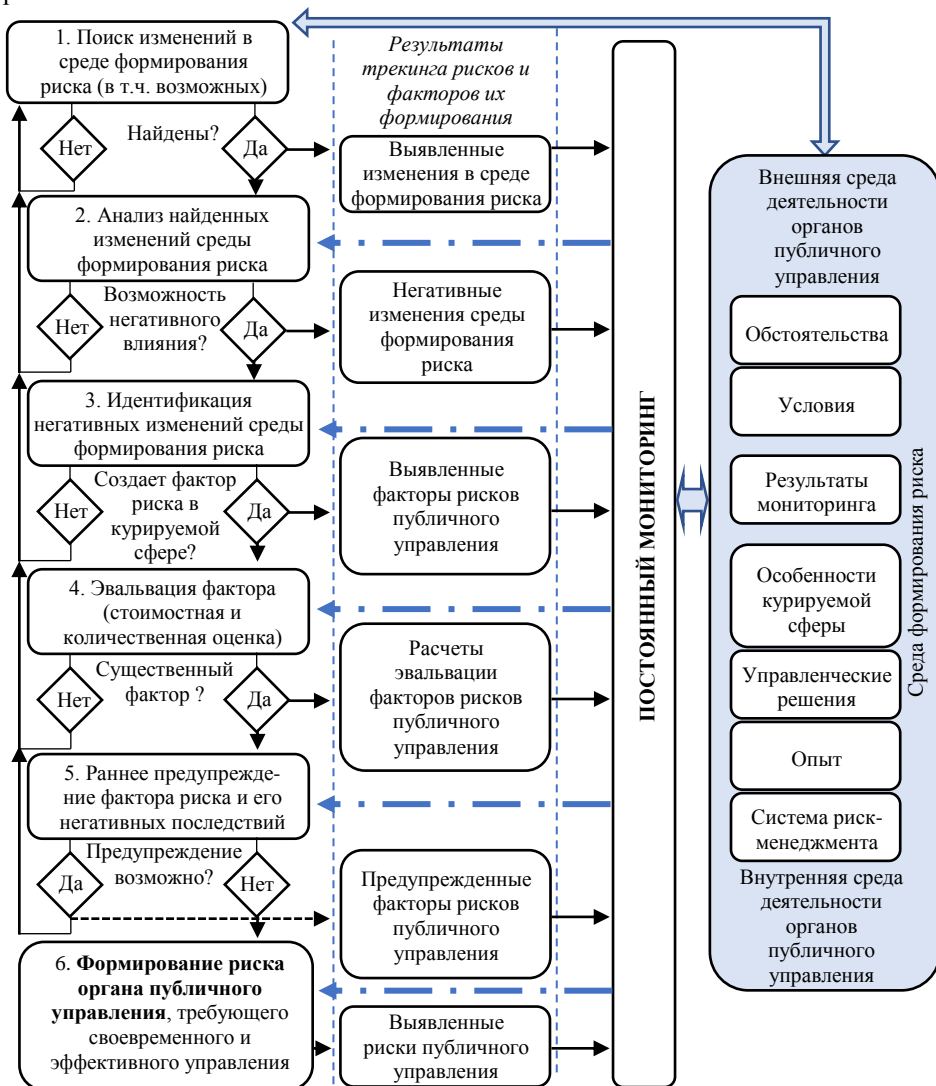 1. Поиск изменений в
среде формирования
риска (в т.ч. возможных)
Найдены?
Нет
Да
2. Анализ найденных
изменений среды
формирования риска
Возможность
негативного
влияния?
Нет
Да
3. Идентификация
негативных изменений среды
формирования риска
Создает фактор
риска в
курируемой
сфере?
Нет
Да
4. Эвальвация фактора
(стоимостная и
количественная оценка)
Существенный
фактор ?
Нет
Да
5. Раннее предупрежде-
ние фактора риска и его
негативных последствий
Предупреждение
возможно?
Да
Нет
6. Формирование риска
органа публичного
управления, требующего
своевременного и
эффективного управления
Результаты
трекинга рисков и
факторов их
формирования
Выявленные
изменения в среде
формирования риска
Негативные
изменения среды
формирования
риска
Выявленные
факторы рисков
публичного
управления
Расчеты
эвальвации
факторов рисков
публичного
управления
Предупрежденные
факторы рисков
публичного
управления
Выявленные
риски публичного
управления
ПОСТОЯННЫЙ МОНИТОРИНГ
Внешняя среда
деятельности
органов
публичного
управления
Обстоятельства
Условия
Результаты
мониторинга
Особенности
курируемой
сферы
Управленческие
решения
Опыт
Система риск-
менеджмента
Внутренняя среда
деятельности
органов
публичного
управления
Среда формирования риска